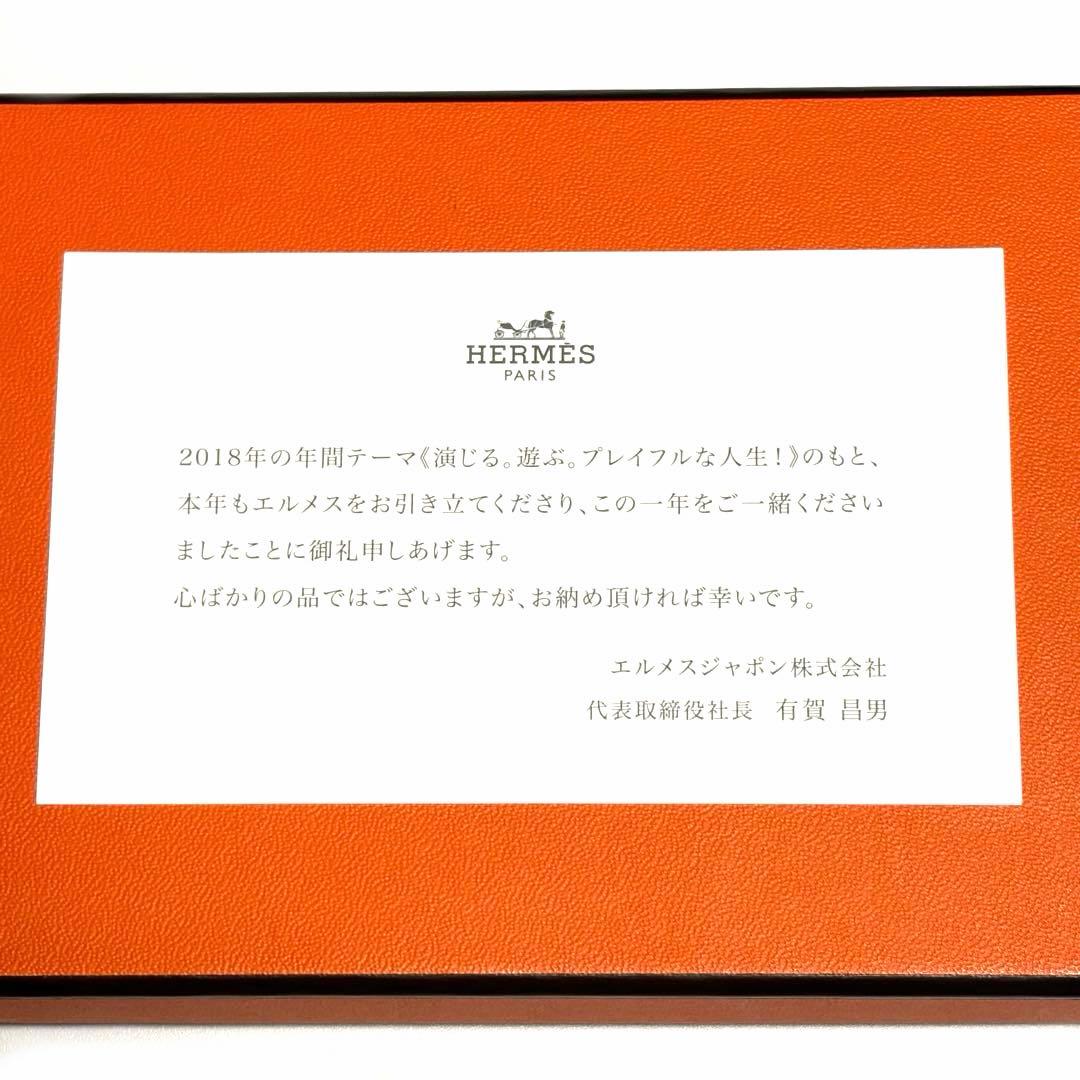 HERMÈS
PARIS
2018年の年間テーマ《演じる。遊ぶ。プレイフルな人生！》のもと、
本年もエルメスをお引き立てくださり、この一年をご一緒ください
ましたことに御礼申しあげます。
心ばかりの品ではございますが、お納め頂ければ幸いです。
エルメスジャポン株式会社
代表取締役社長　有賀 昌男